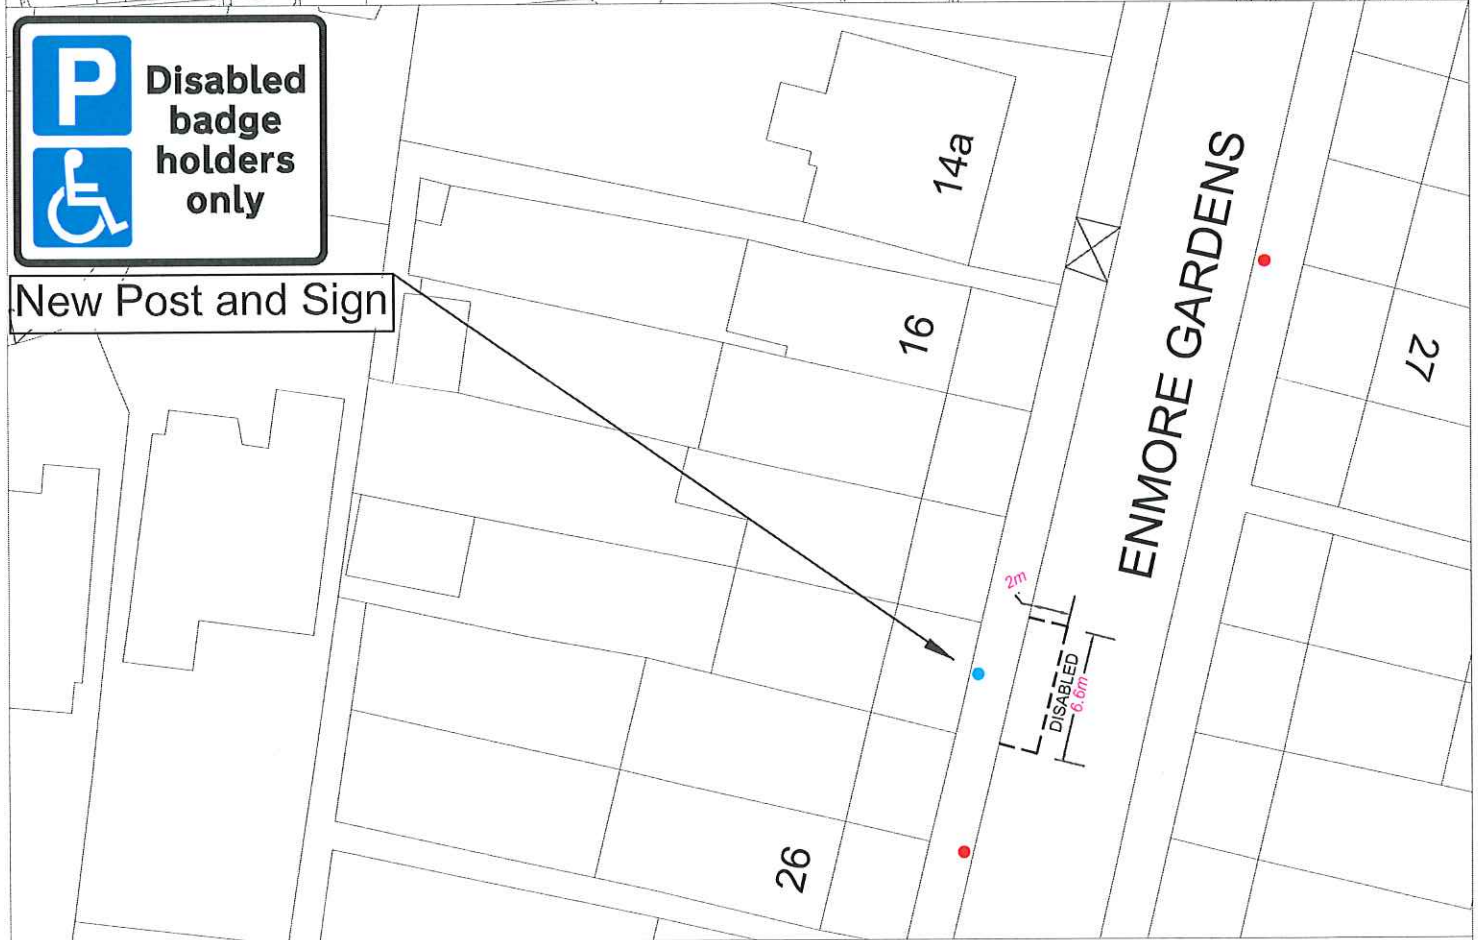 P
Disabled
badge
holders
only
New Post and Sign
14a
16
ENMORE GARDENS
27
2m
DISABLED
6.6m
26